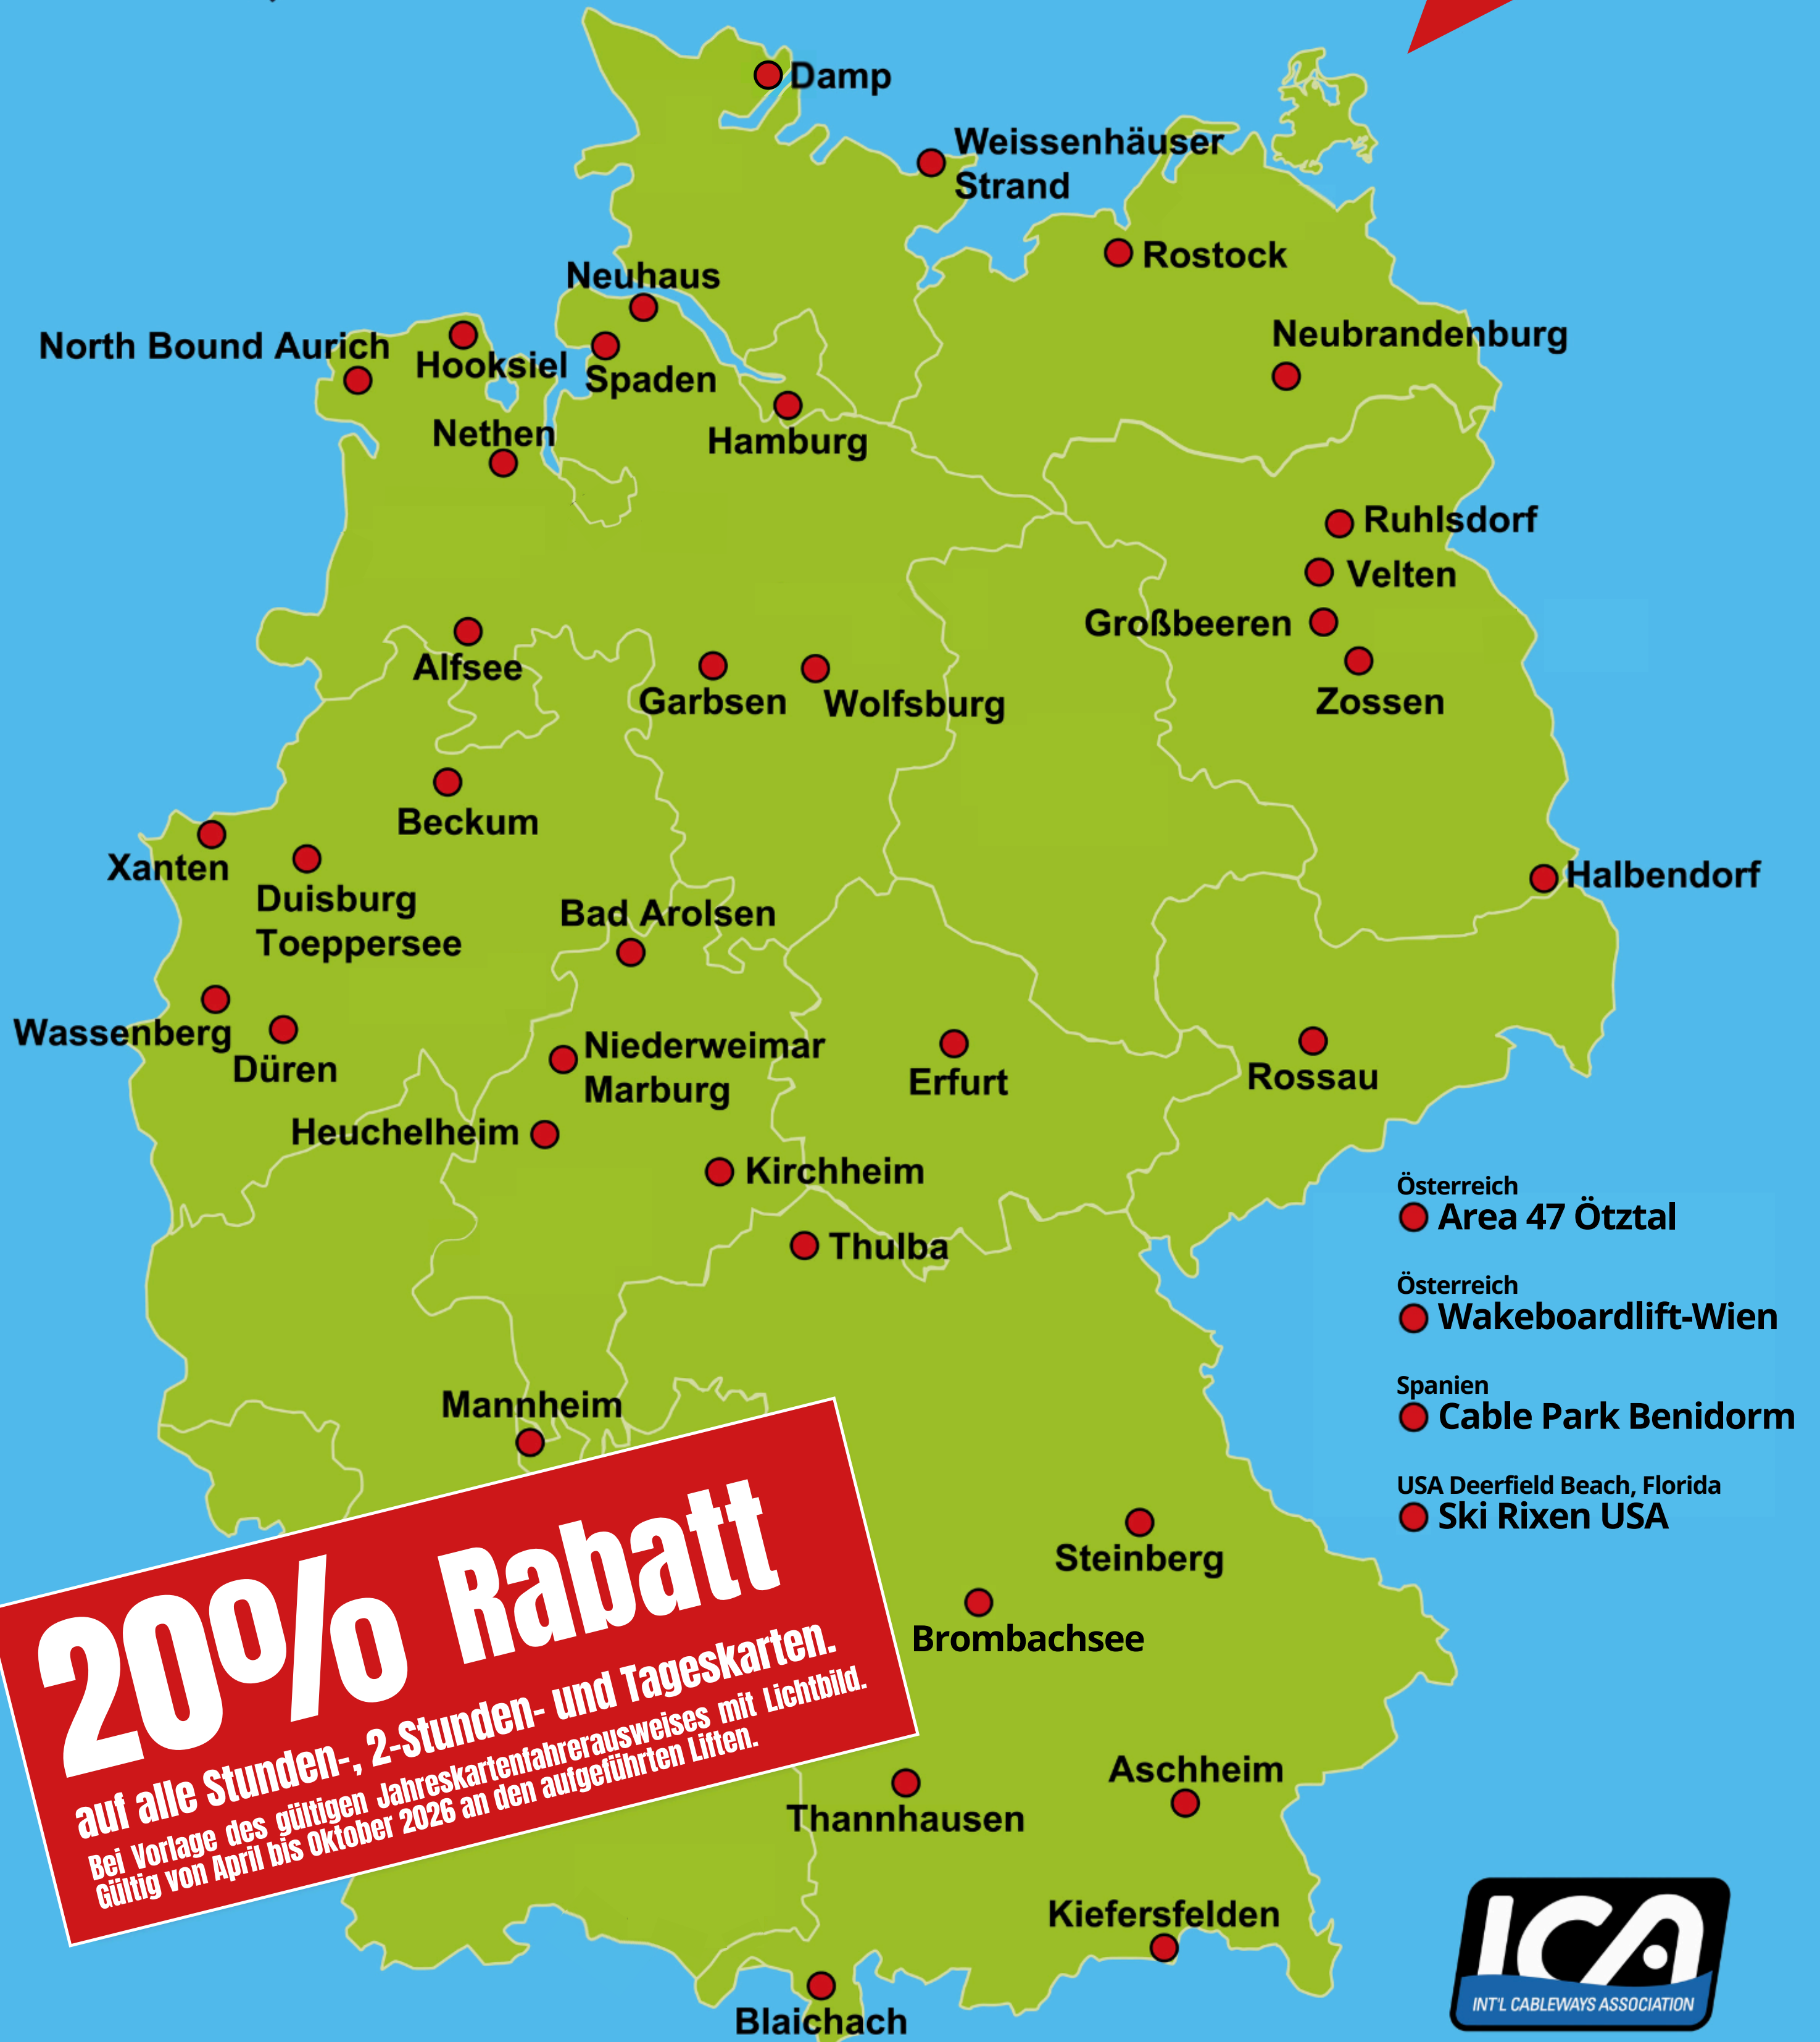 Damp
Weissenhäuser
Strand
Rostock
Neuhaus
Neubrandenburg
North Bound Aurich
Hooksiel
Spaden
Nethen
Hamburg
Ruhlsdorf
Velten
Großbeeren
Alfsee
Garbsen
Wolfsburg
Zossen
Beckum
Xanten
Halbendorf
Duisburg
Toeppersee
Bad Arolsen
Wassenberg
Düren
Niederweimar
Marburg
Erfurt
Rossau
Heuchelheim
Kirchheim
Thulba
Österreich
Area 47 Ötztal
Österreich
Wakeboardlift-Wien
Spanien
Cable Park Benidorm
USA Deerfield Beach, Florida
Ski Rixen USA
Mannheim
Steinberg
Brombachsee
20% Rabatt
auf alle Stunden-, 2-Stunden- und Tageskarten.
Bei Vorlage des gültigen Jahreskartenfahrerausweises mit Lichtbild.
Gültig von April bis Oktober 2026 an den aufgeführten Liften.
Aschheim
Thannhausen
Kiefersfelden
Blaichach
ICA
INT'L CABLEWAYS ASSOCIATION